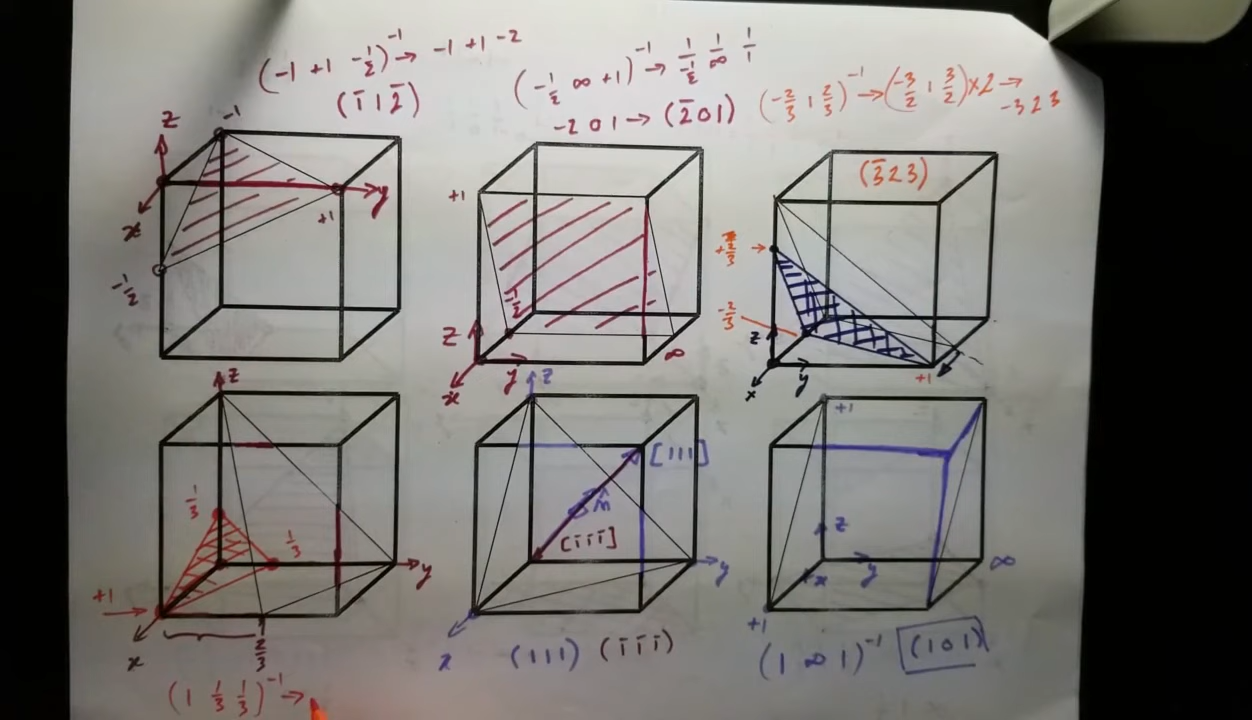 (-1 +1 -1/2)⁻¹ → -1 +1 -2
(1̄ 1 2̄)
(-1/2 ∞ +1)⁻¹ → 1/-1/2 1/∞ 1/1
-2 0 1 → (2̄ 0 1)
(-2/3 1 2/3)⁻¹ → (-3/2 1 3/2) x2 →
-3 2 3
z
-1
y
+1
x
-1/2
+1
-1/2
z
x
y
∞
(3̄ 2 3)
+2/3
-2/3
z
x
y
+1
z
1/3
1/3
y
+1
x
2/3
(1 1/3 1/3)⁻¹ →
z
[111]
n̂
[1̄1̄1̄]
y
x
(111) (1̄1̄1̄)
+1
z
y
x
∞
+1
(1 ∞ 1)⁻¹ (101)